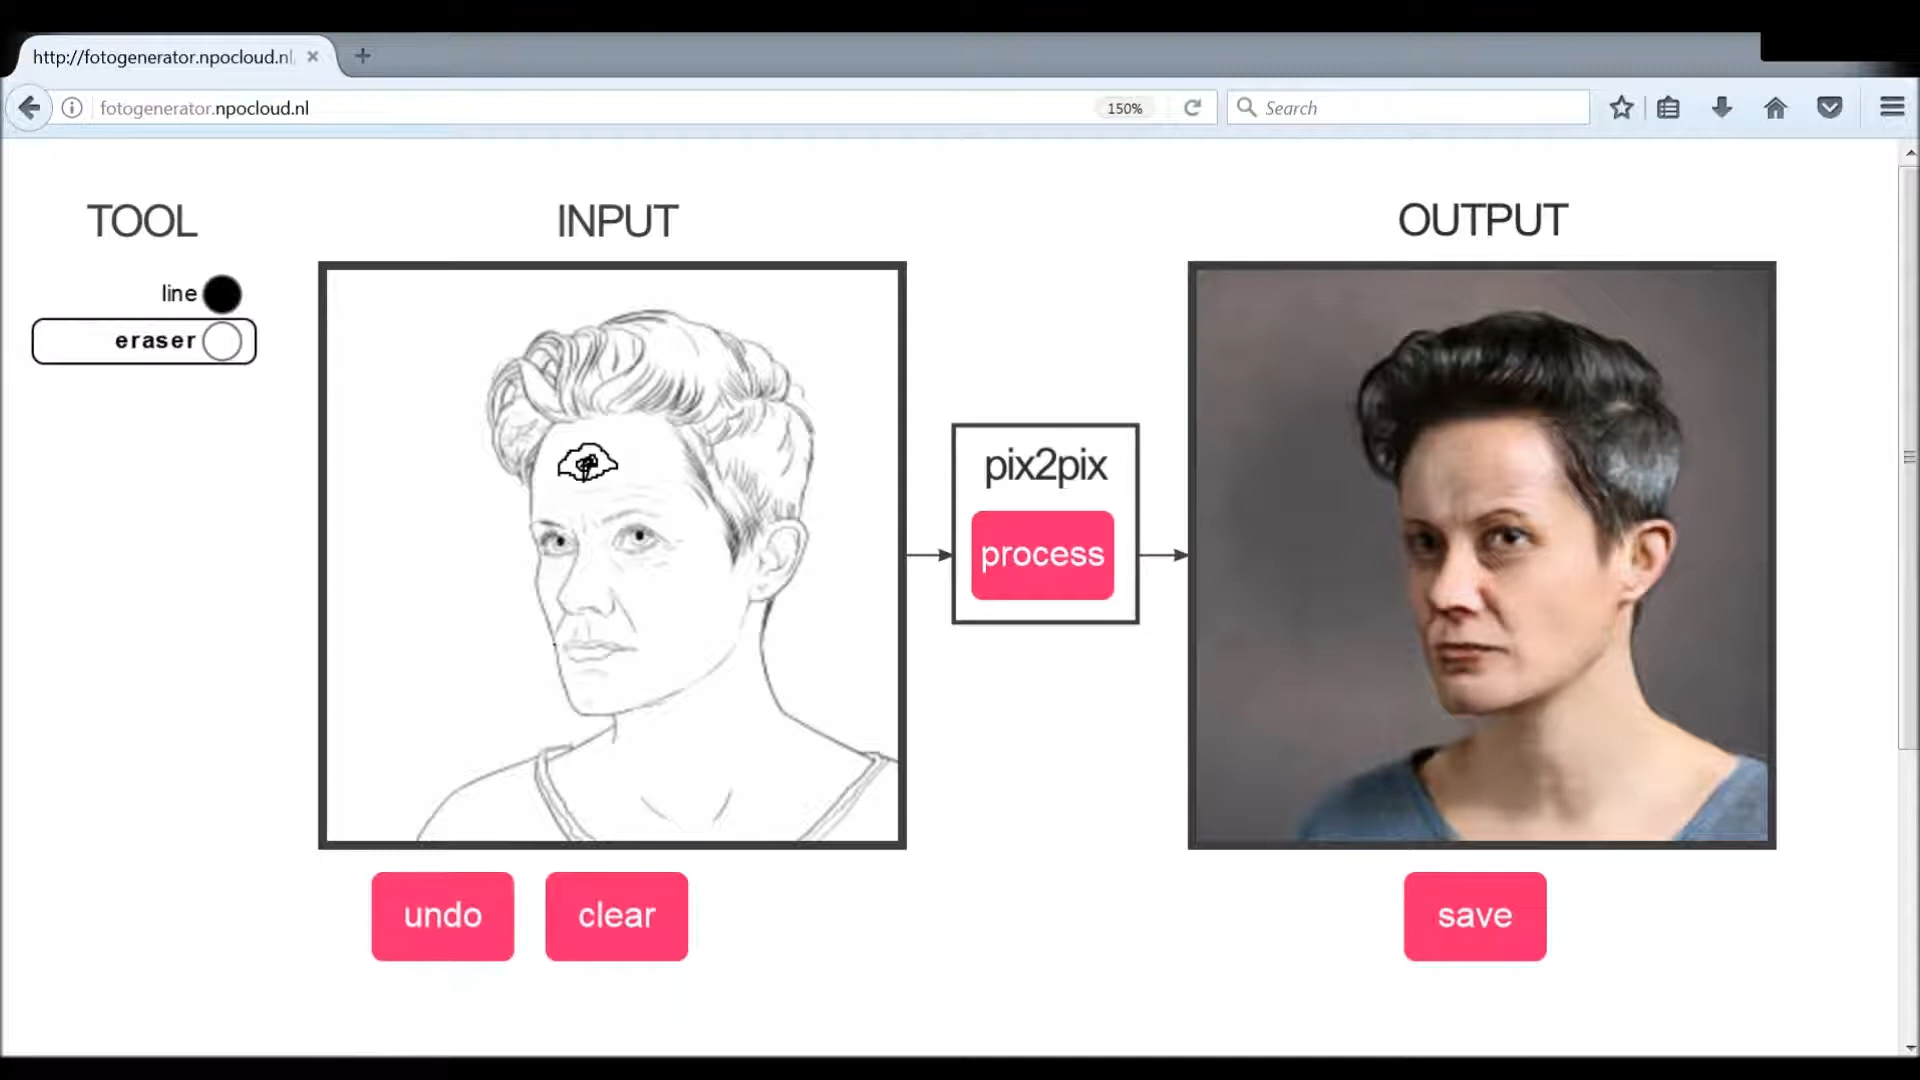 http://fotogenerator.npocloud.nl
fotogenerator.npocloud.nl
150%
Search
TOOL
INPUT
OUTPUT
line
eraser
pix2pix
process
undo
clear
save